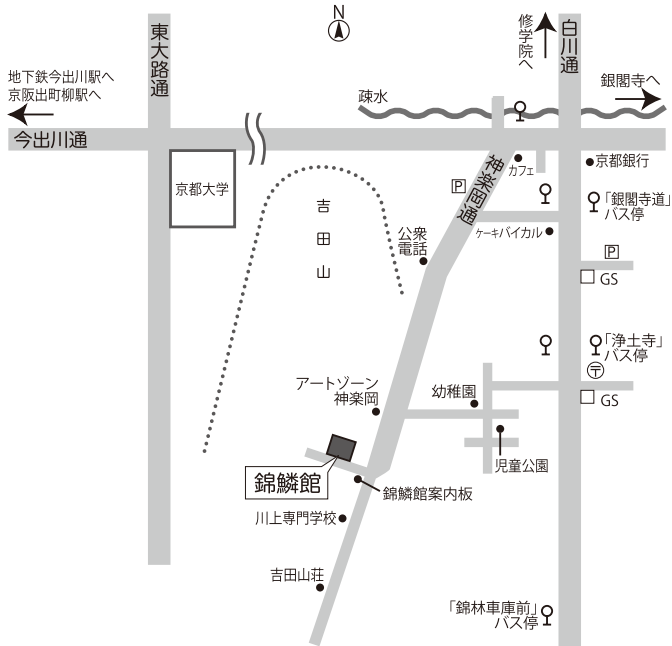 N
東大路通
地下鉄今出川駅へ
京阪出町柳駅へ
今出川通
修学院へ
白川通
銀閣寺へ
疎水
京都大学
吉田山
P
神楽岡通
カフェ
京都銀行
「銀閣寺道」
バス停
公衆
電話
ケーキバイカル
P
GS
「浄土寺」
バス停
〒
GS
アートゾーン
神楽岡
幼稚園
児童公園
錦鱗館
錦鱗館案内板
川上専門学校
吉田山荘
「錦林車庫前」
バス停